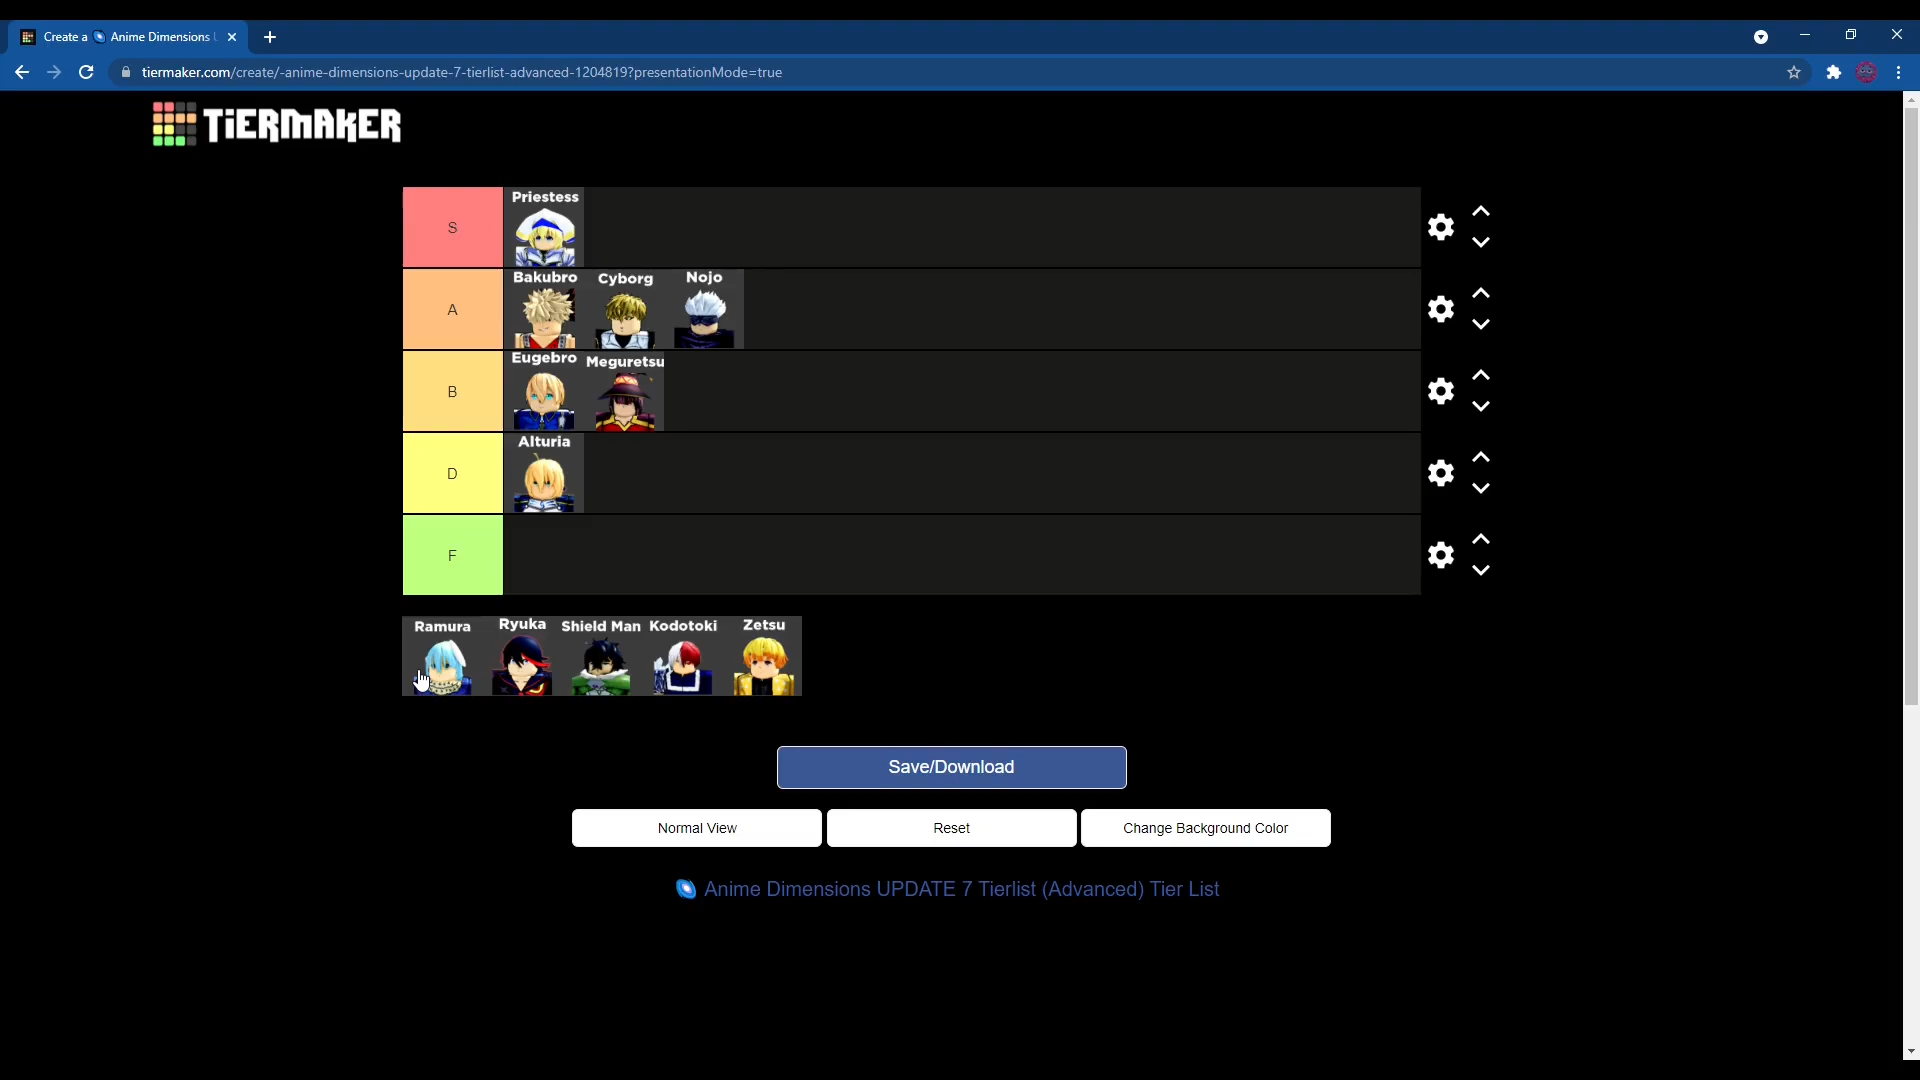 Create a Anime Dimensions
tiermaker.com/create/-anime-dimensions-update-7-tierlist-advanced-1204819?presentationMode=true
TiERMAKER
S
Priestess
A
Bakubro Cyborg Nojo
B
Eugebro Meguretsu
D
Alturia
F
Ramura Ryuka Shield Man Kodotoki Zetsu
Save/Download
Normal View Reset Change Background Color
Anime Dimensions UPDATE 7 Tierlist (Advanced) Tier List